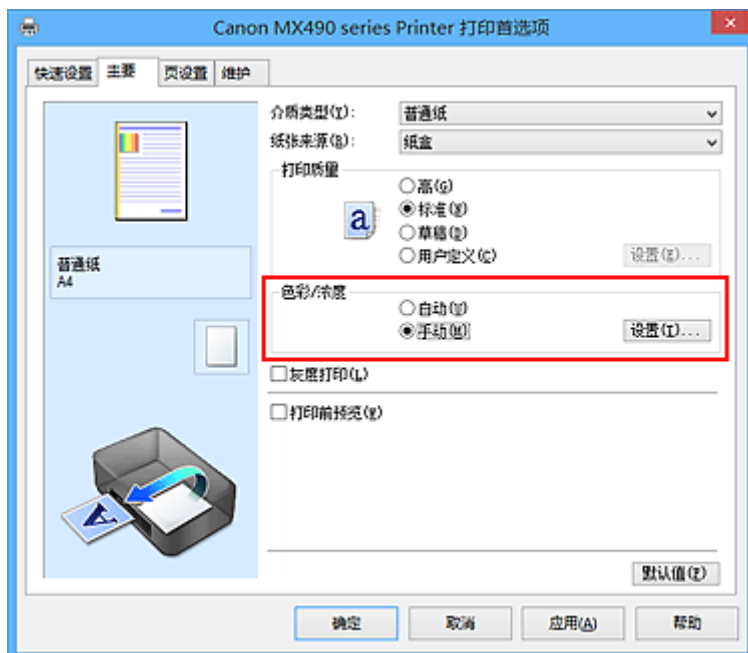 Canon MX490 series Printer 打印首选项
快速设置 主要 页设置 维护
介质类型(Y): 普通纸
纸张来源(R): 纸盒
打印质量
高(G)
标准(X)
草稿(D)
用户定义(C) 设置(E)...
普通纸
A4
色彩/浓度
自动(U)
手动(M) 设置(T)...
灰度打印(L)
打印前预览(W)
默认值(F)
确定 取消 应用(A) 帮助